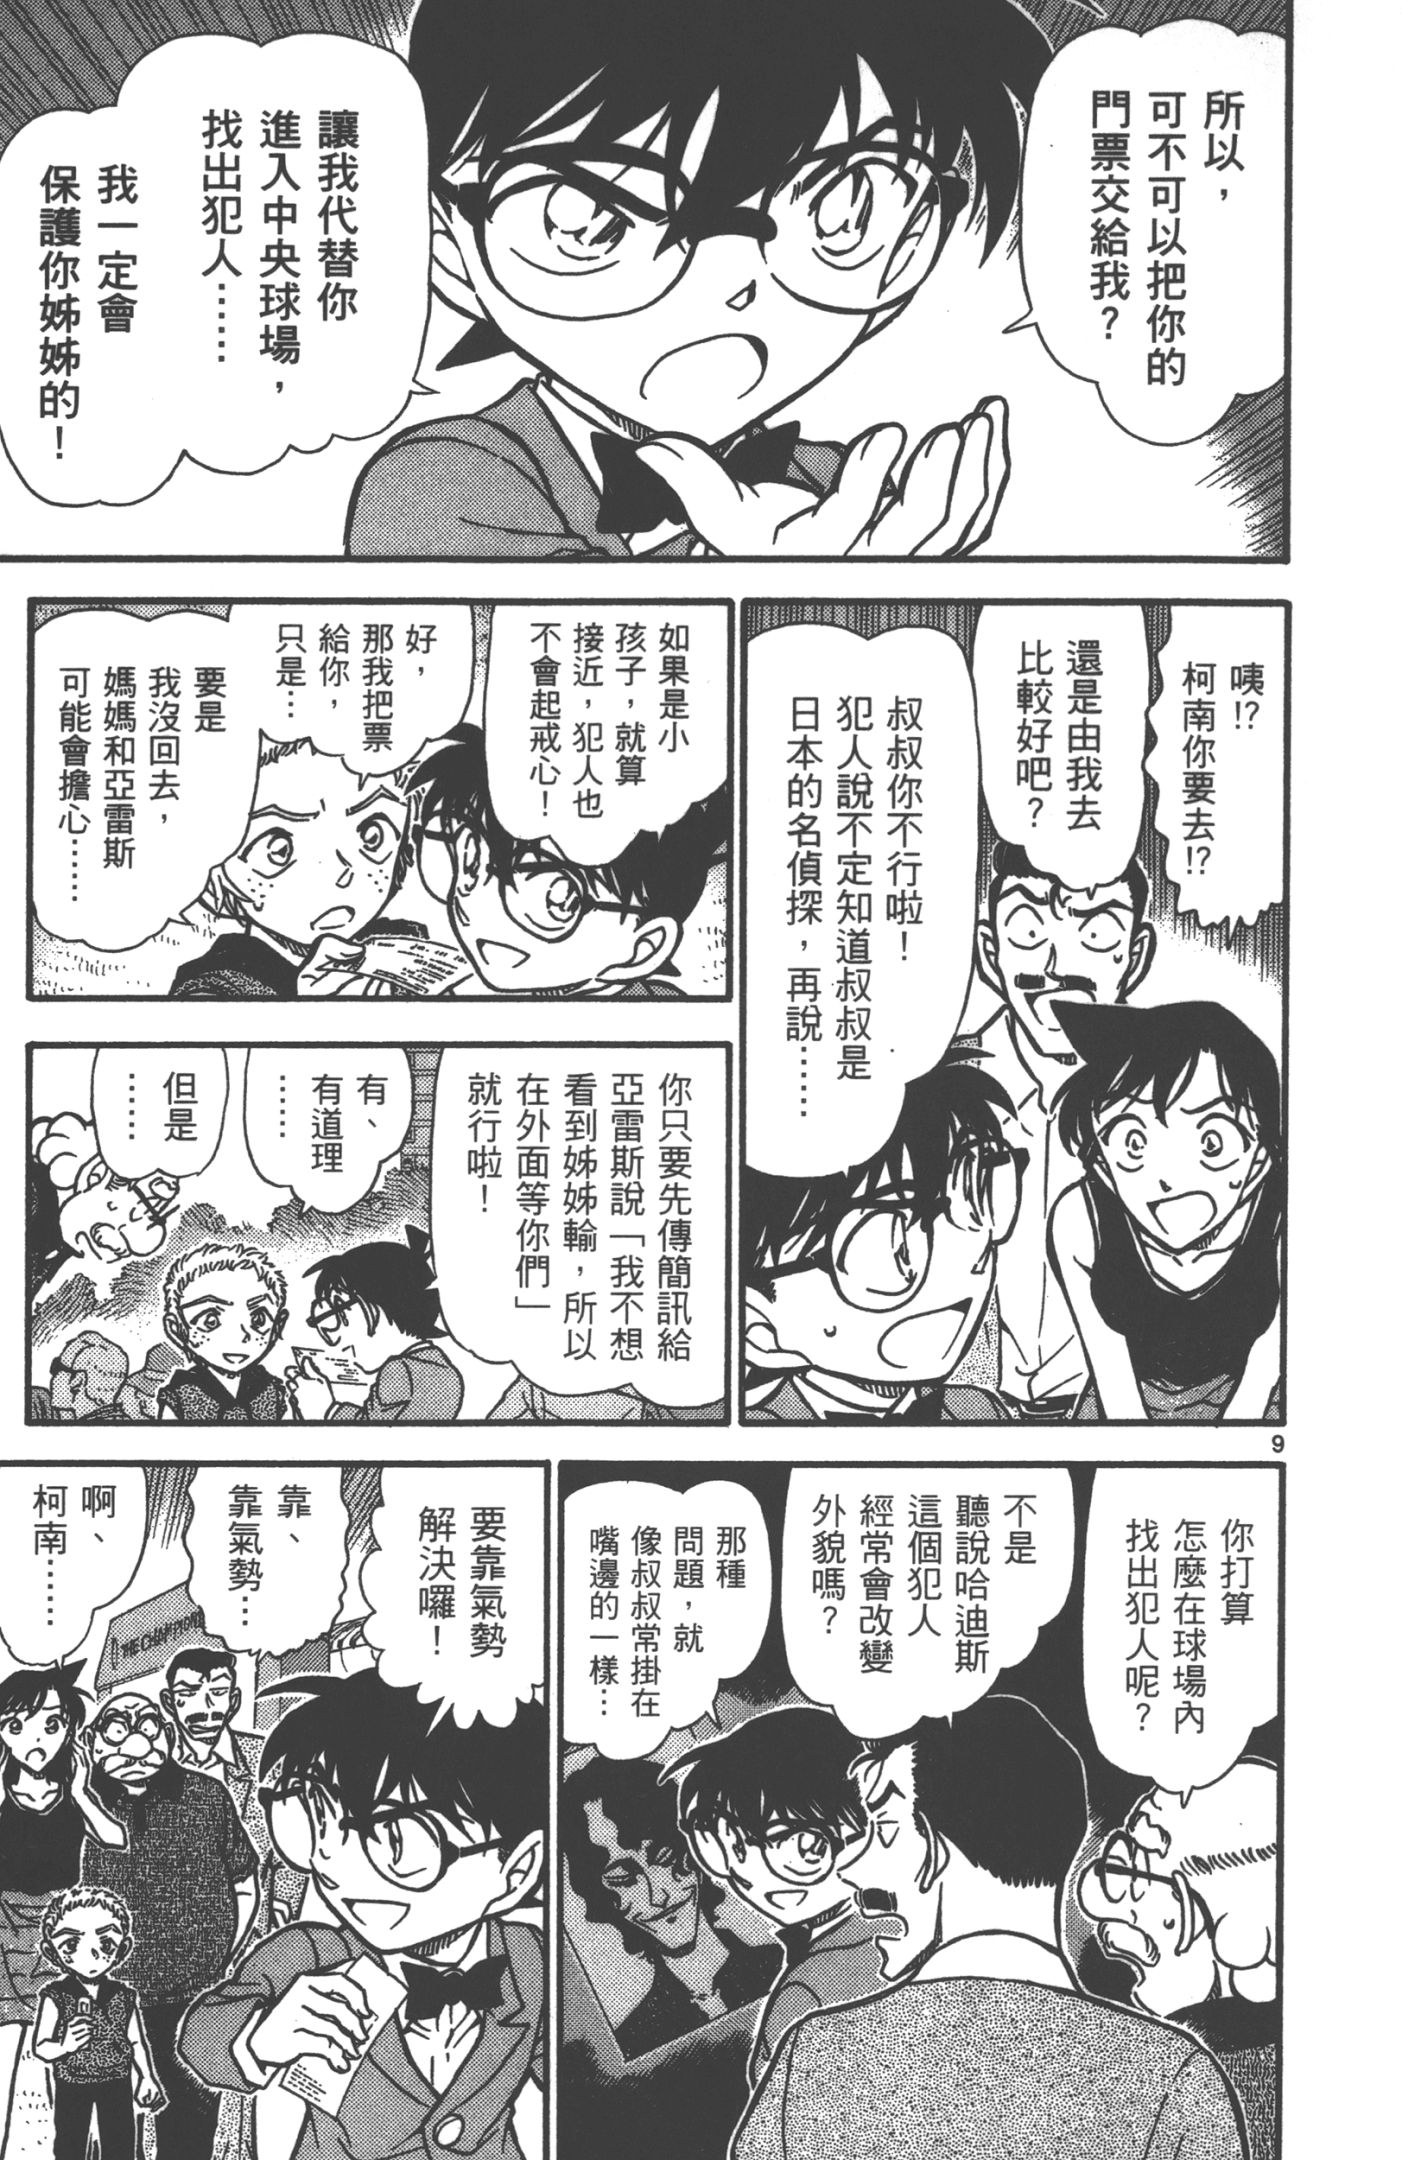 所以，
可不可以把你的
門票交給我？
讓我代替你
進入中央球場，
找出犯人……
我一定會
保護你姊姊的！
咦!?
柯南你要去!?
還是由我去
比較好吧？
叔叔你不行啦！
犯人說不定知道叔叔是
日本的名偵探，再說……
如果是小
孩子，就算
接近，犯人也
不會起戒心！
好，
那我把票
給你，
只是…
要是
我沒回去，
媽媽和亞雷斯
可能會擔心……
你只要先傳簡訊給
亞雷斯說「我不想
看到姊姊輸，所以
在外面等你們」
就行啦！
有、
有道理
……
但是
……
9
你打算
怎麼在球場內
找出犯人呢？
不是
聽說哈迪斯
這個犯人
經常會改變
外貌嗎？
那種
問題，就
像叔叔常掛在
嘴邊的一樣…
要靠氣勢
解決囉！
靠、
靠氣勢…
啊、
柯南……
THE CHAMPIONS